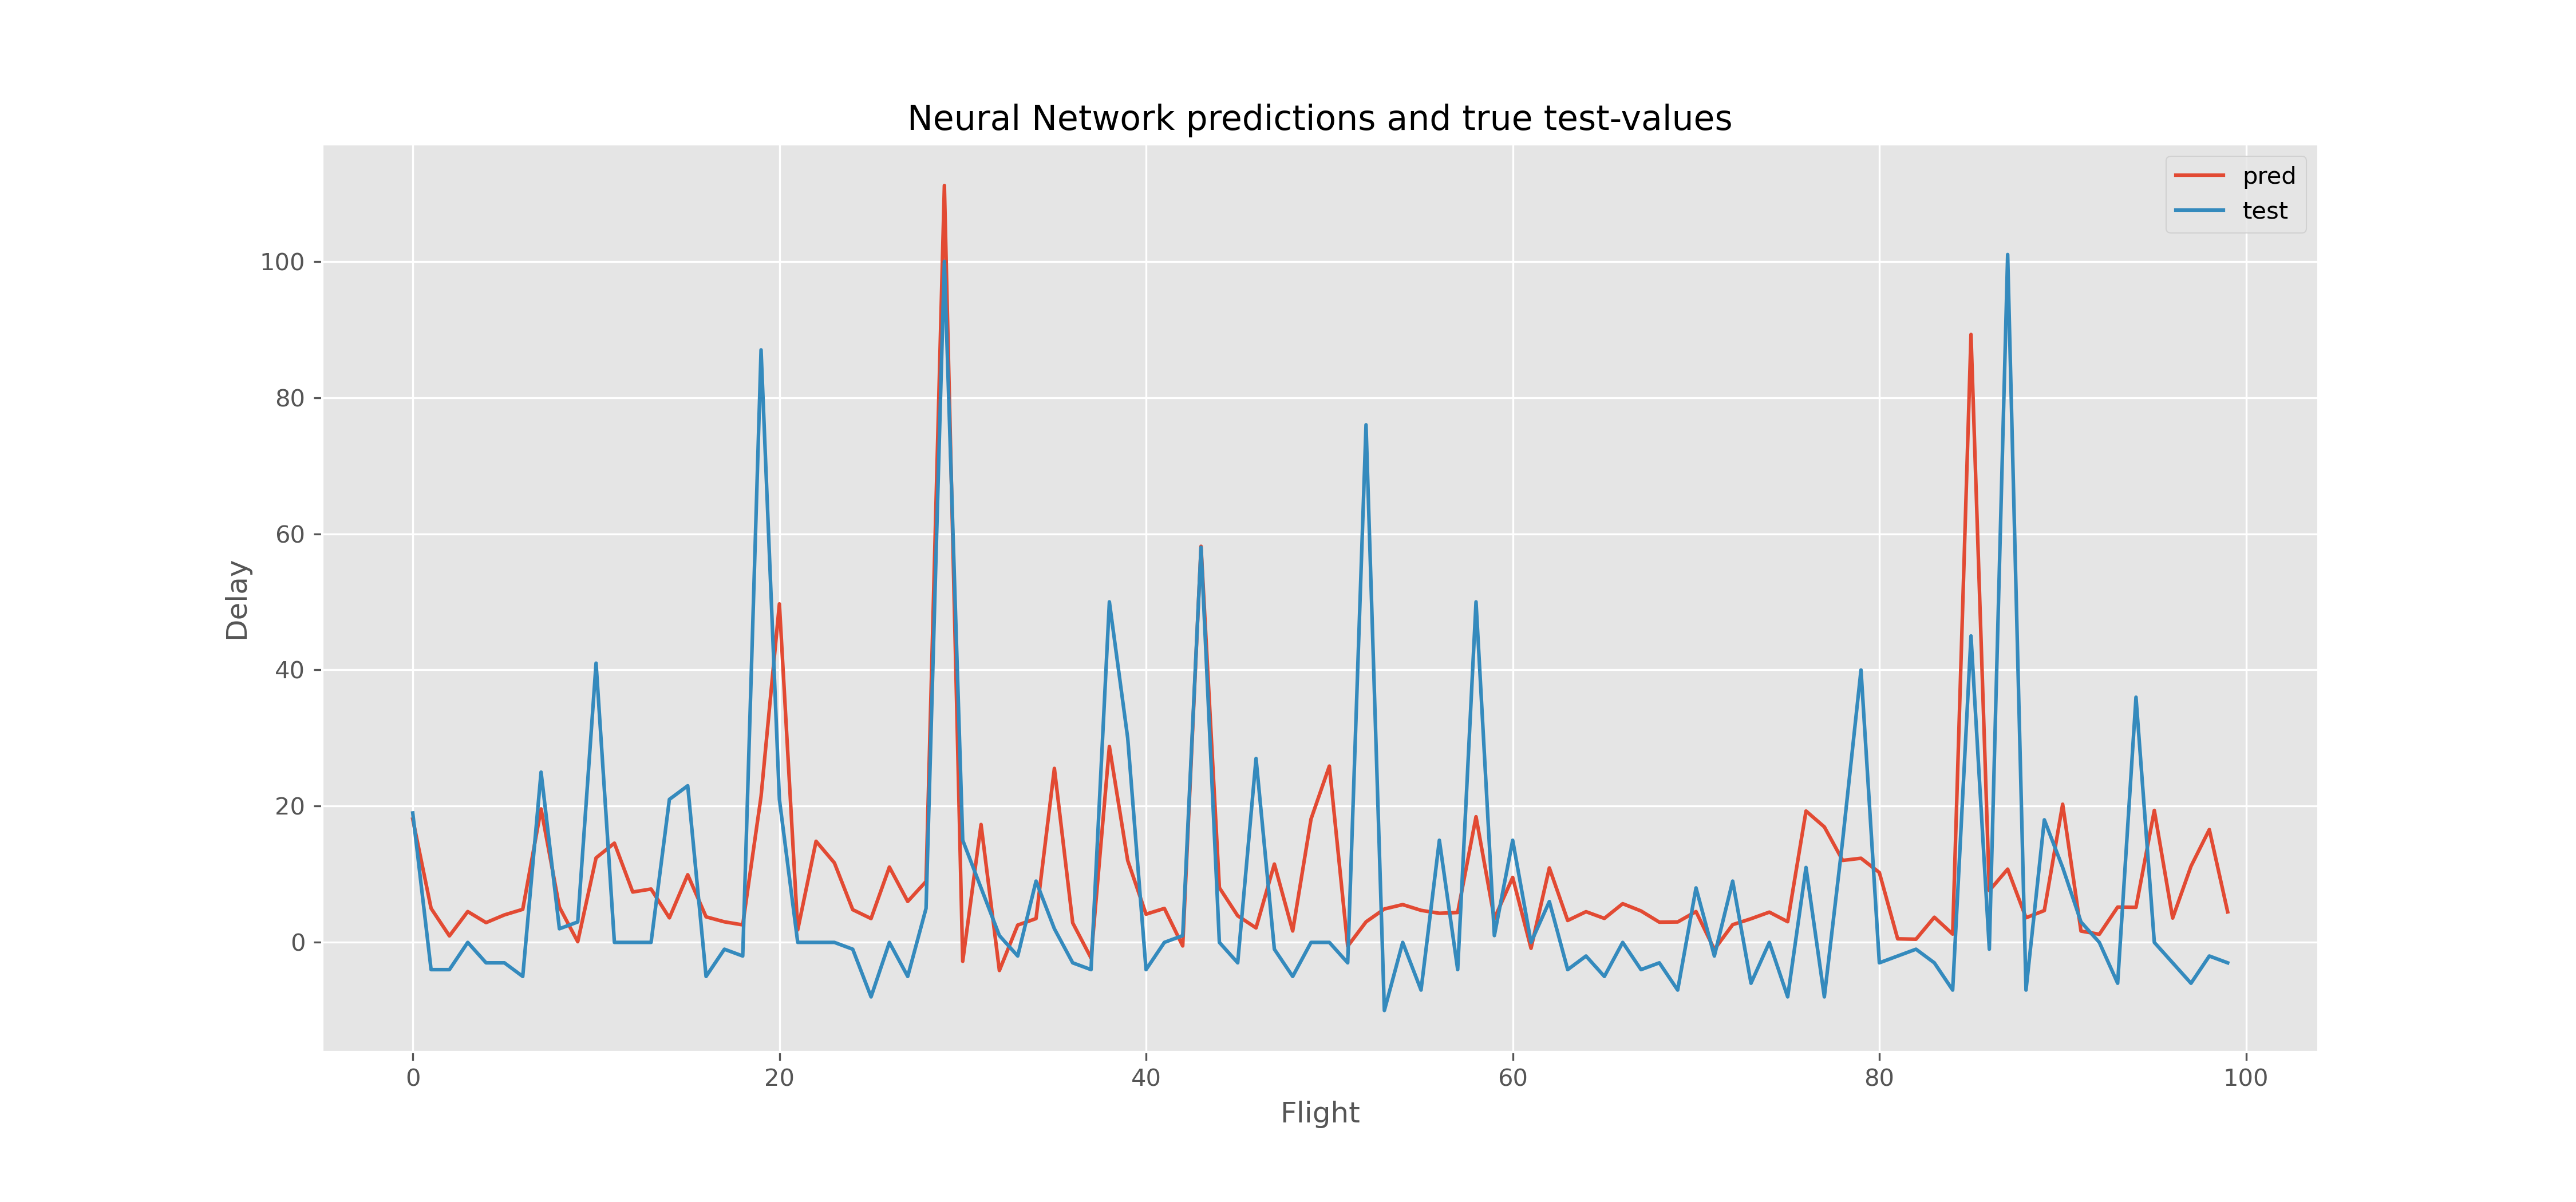 Neural Network predictions and true test-values
pred
test
100
80
60
40
20
0
Delay
0 20 40 60 80 100
Flight